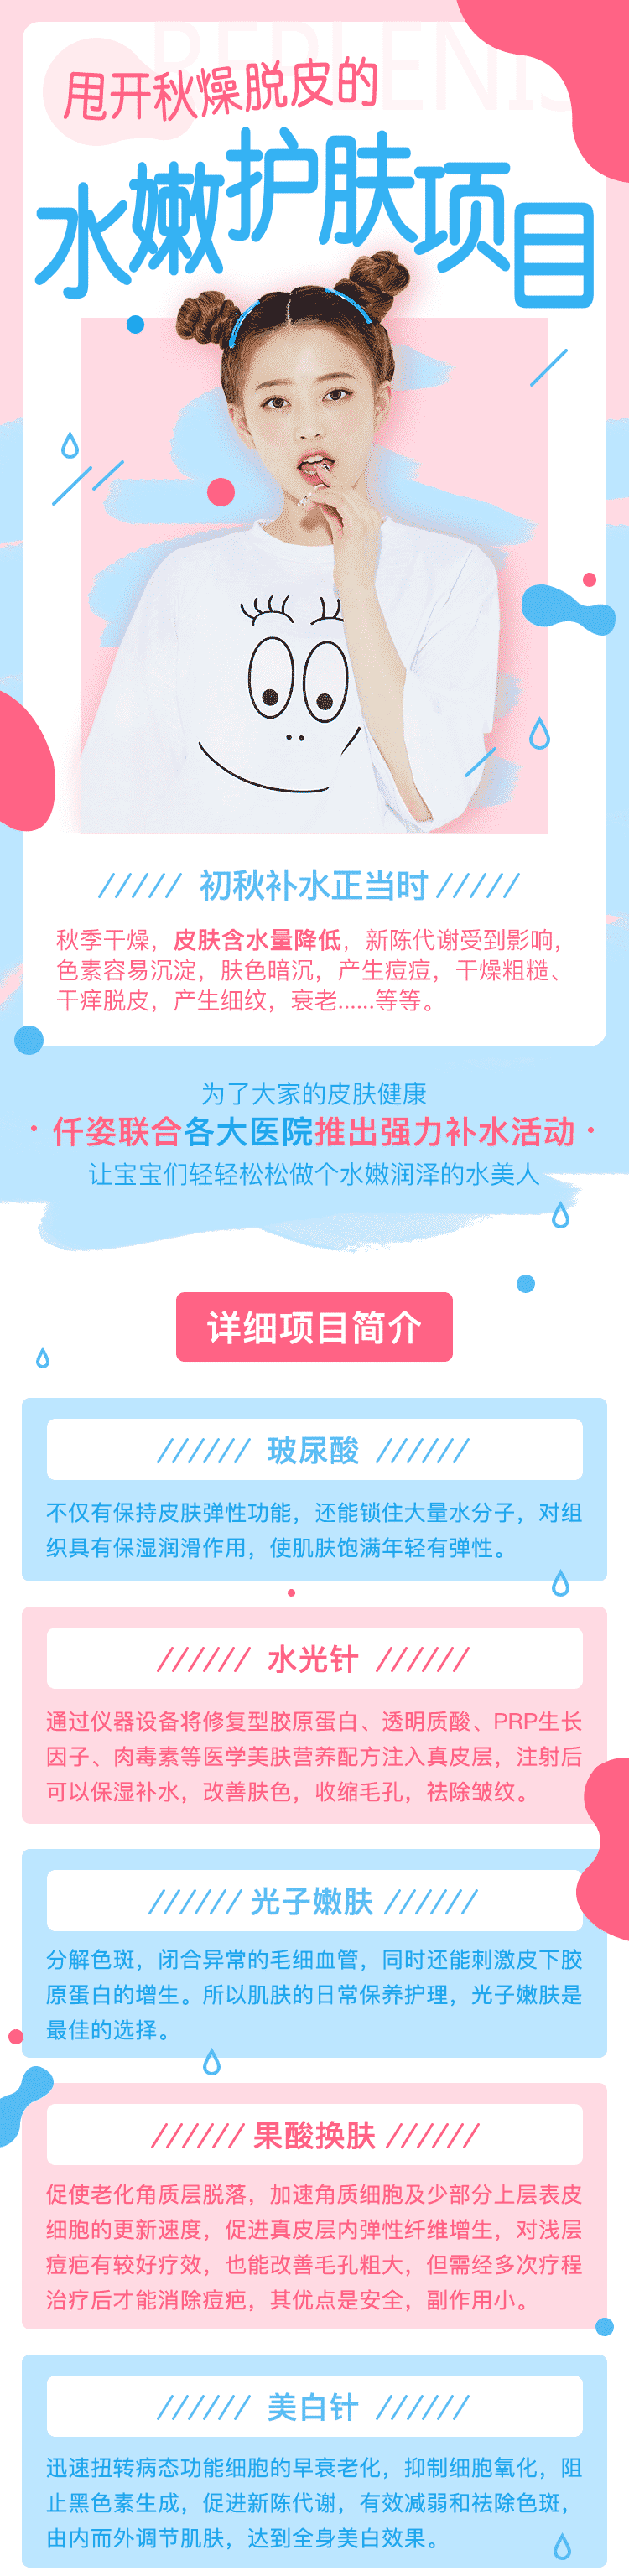 REPLENIS
甩开秋燥脱皮的
水嫩护肤项目
///// 初秋补水正当时 /////
秋季干燥，皮肤含水量降低，新陈代谢受到影响，
色素容易沉淀，肤色暗沉，产生痘痘，干燥粗糙、
干痒脱皮，产生细纹，衰老......等等。
为了大家的皮肤健康
· 仟姿联合各大医院推出强力补水活动 ·
让宝宝们轻轻松松做个水嫩润泽的水美人
详细项目简介
////// 玻尿酸 //////
不仅有保持皮肤弹性功能，还能锁住大量水分子，对组
织具有保湿润滑作用，使肌肤饱满年轻有弹性。
////// 水光针 //////
通过仪器设备将修复型胶原蛋白、透明质酸、PRP生长
因子、肉毒素等医学美肤营养配方注入真皮层，注射后
可以保湿补水，改善肤色，收缩毛孔，祛除皱纹。
////// 光子嫩肤 //////
分解色斑，闭合异常的毛细血管，同时还能刺激皮下胶
原蛋白的增生。所以肌肤的日常保养护理，光子嫩肤是
最佳的选择。
////// 果酸换肤 //////
促使老化角质层脱落，加速角质细胞及少部分上层表皮
细胞的更新速度，促进真皮层内弹性纤维增生，对浅层
痘疤有较好疗效，也能改善毛孔粗大，但需经多次疗程
治疗后才能消除痘疤，其优点是安全，副作用小。
////// 美白针 //////
迅速扭转病态功能细胞的早衰老化，抑制细胞氧化，阻
止黑色素生成，促进新陈代谢，有效减弱和祛除色斑，
由内而外调节肌肤，达到全身美白效果。